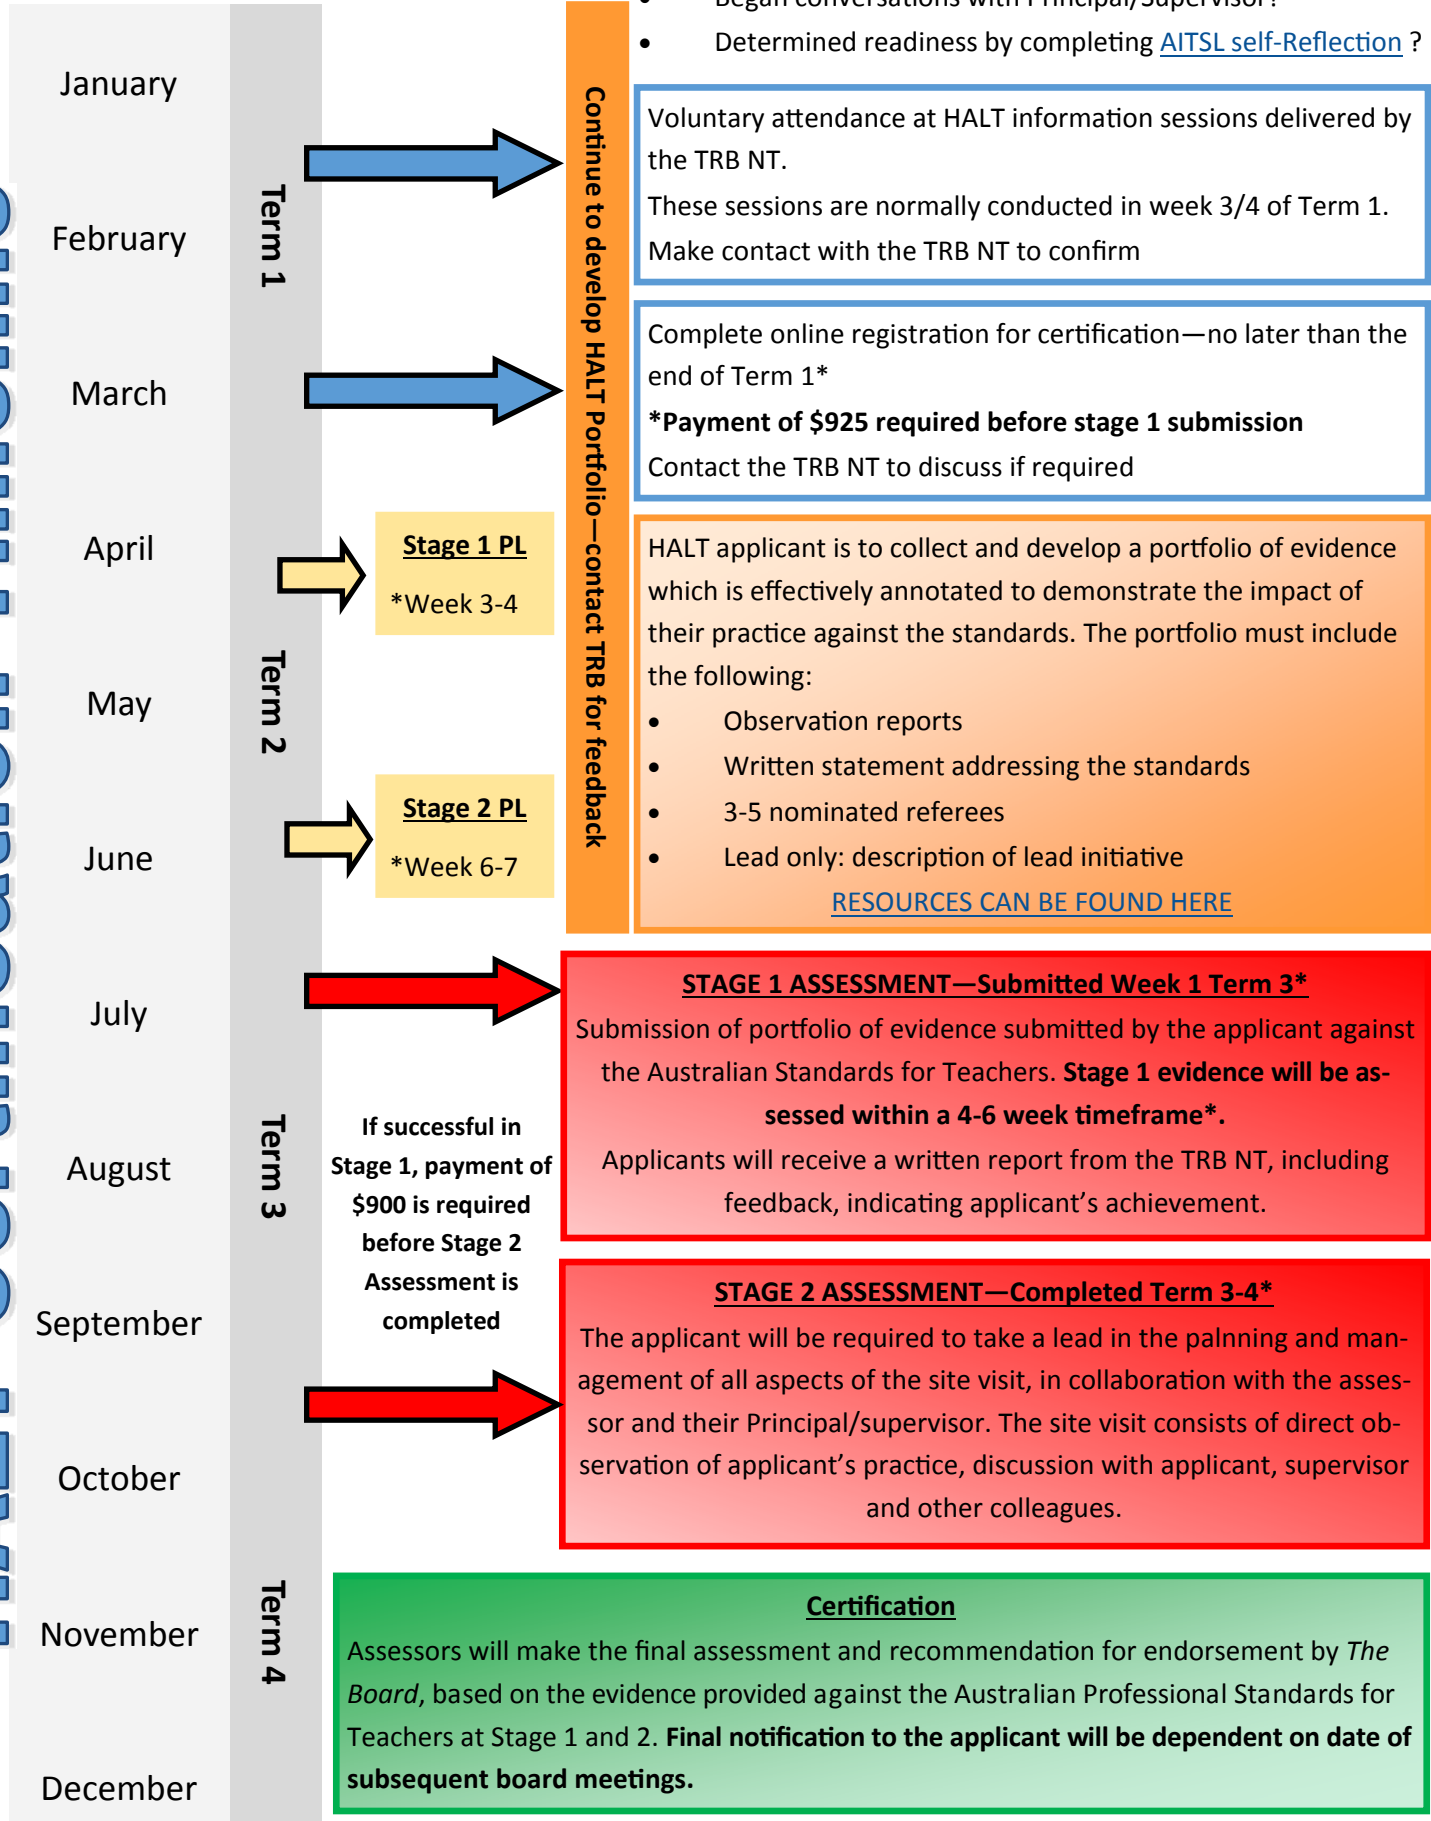 Began conversations with Principal/Supervisor?
• Determined readiness by completing AITSL self-Reflection ?
January
February
March
April
May
June
July
August
September
October
November
December
Term 1
Term 2
Term 3
Term 4
Continue to develop HALT Portfolio—contact TRB for feedback
Voluntary attendance at HALT information sessions delivered by
the TRB NT.
These sessions are normally conducted in week 3/4 of Term 1.
Make contact with the TRB NT to confirm
Complete online registration for certification—no later than the
end of Term 1*
*Payment of $925 required before stage 1 submission
Contact the TRB NT to discuss if required
Stage 1 PL
*Week 3-4
Stage 2 PL
*Week 6-7
HALT applicant is to collect and develop a portfolio of evidence
which is effectively annotated to demonstrate the impact of
their practice against the standards. The portfolio must include
the following:
• Observation reports
• Written statement addressing the standards
• 3-5 nominated referees
• Lead only: description of lead initiative
RESOURCES CAN BE FOUND HERE
STAGE 1 ASSESSMENT—Submitted Week 1 Term 3*
Submission of portfolio of evidence submitted by the applicant against
the Australian Standards for Teachers. Stage 1 evidence will be as-
sessed within a 4-6 week timeframe*.
Applicants will receive a written report from the TRB NT, including
feedback, indicating applicant's achievement.
If successful in
Stage 1, payment of
$900 is required
before Stage 2
Assessment is
completed
STAGE 2 ASSESSMENT—Completed Term 3-4*
The applicant will be required to take a lead in the palnning and man-
agement of all aspects of the site visit, in collaboration with the asses-
sor and their Principal/supervisor. The site visit consists of direct ob-
servation of applicant's practice, discussion with applicant, supervisor
and other colleagues.
Certification
Assessors will make the final assessment and recommendation for endorsement by The
Board, based on the evidence provided against the Australian Professional Standards for
Teachers at Stage 1 and 2. Final notification to the applicant will be dependent on date of
subsequent board meetings.